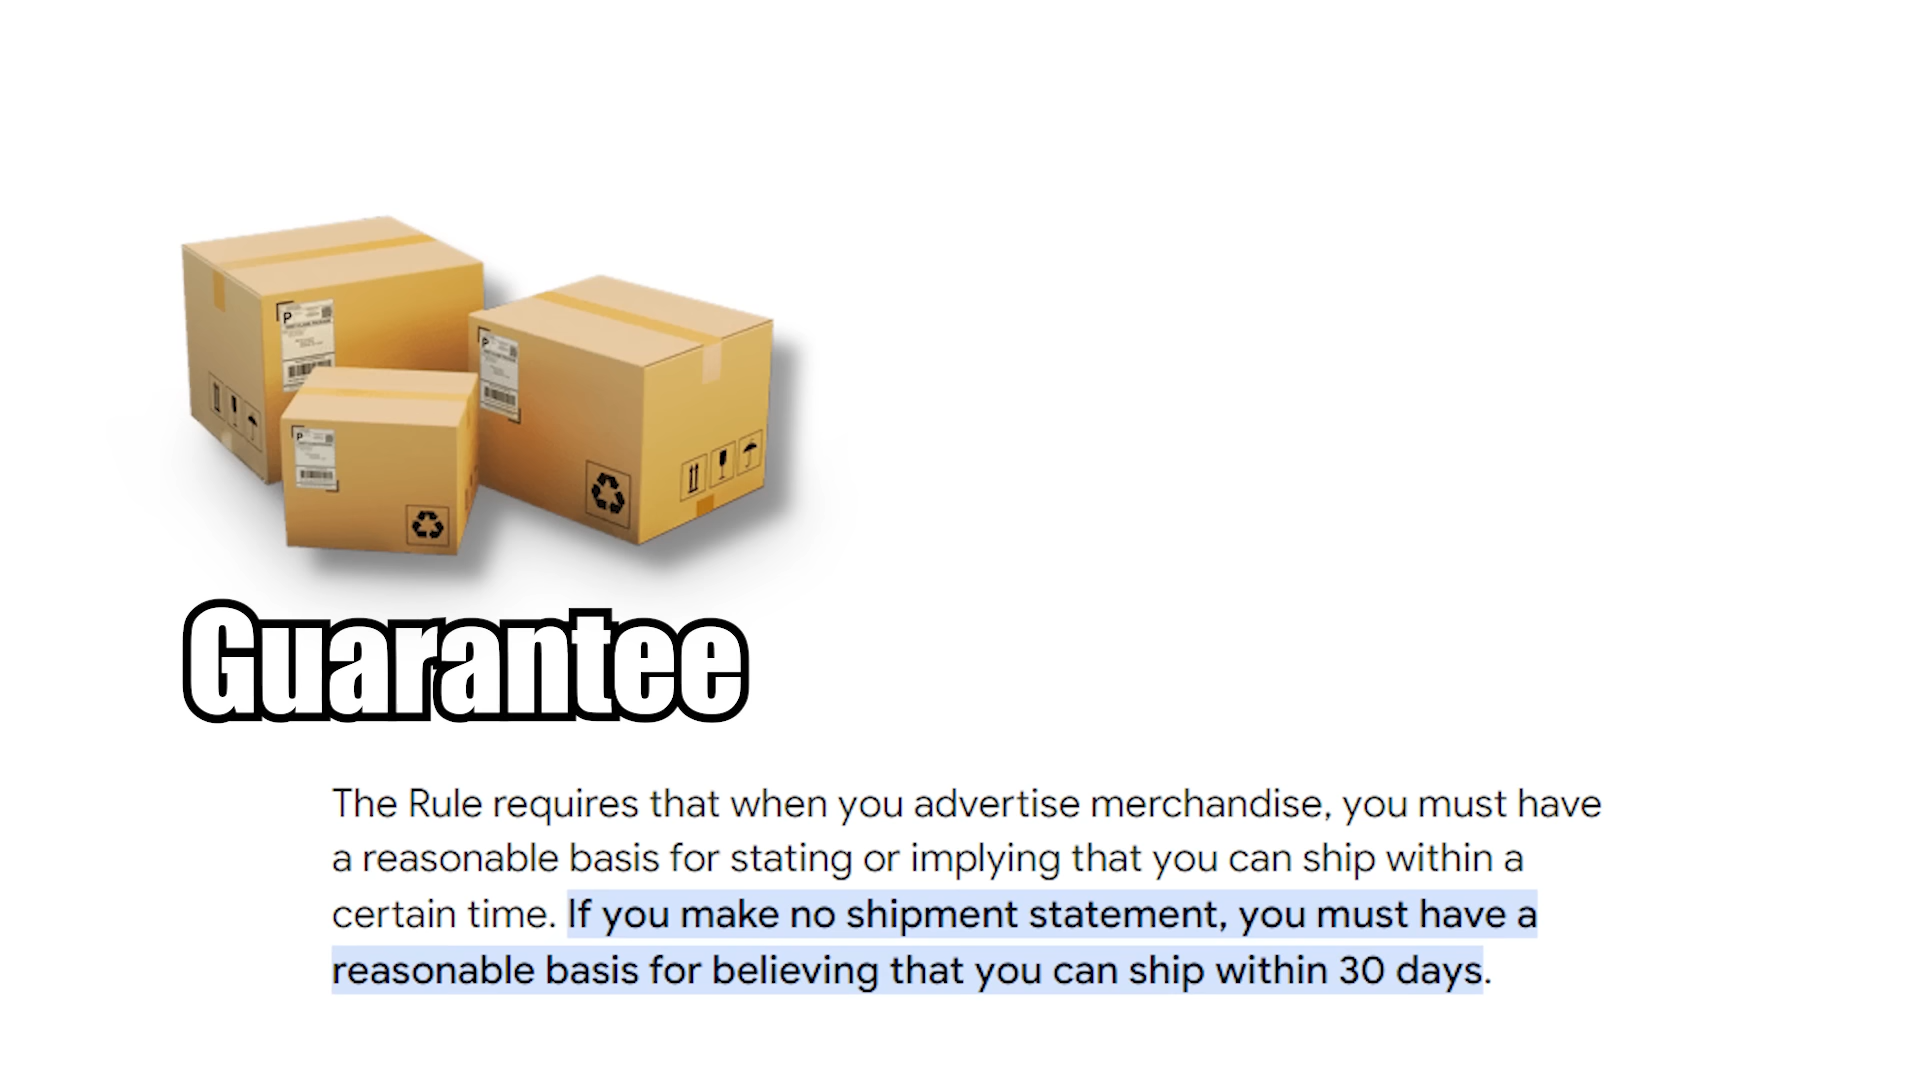 P
P
P
Guarantee
The Rule requires that when you advertise merchandise, you must have
a reasonable basis for stating or implying that you can ship within a
certain time. If you make no shipment statement, you must have a
reasonable basis for believing that you can ship within 30 days.